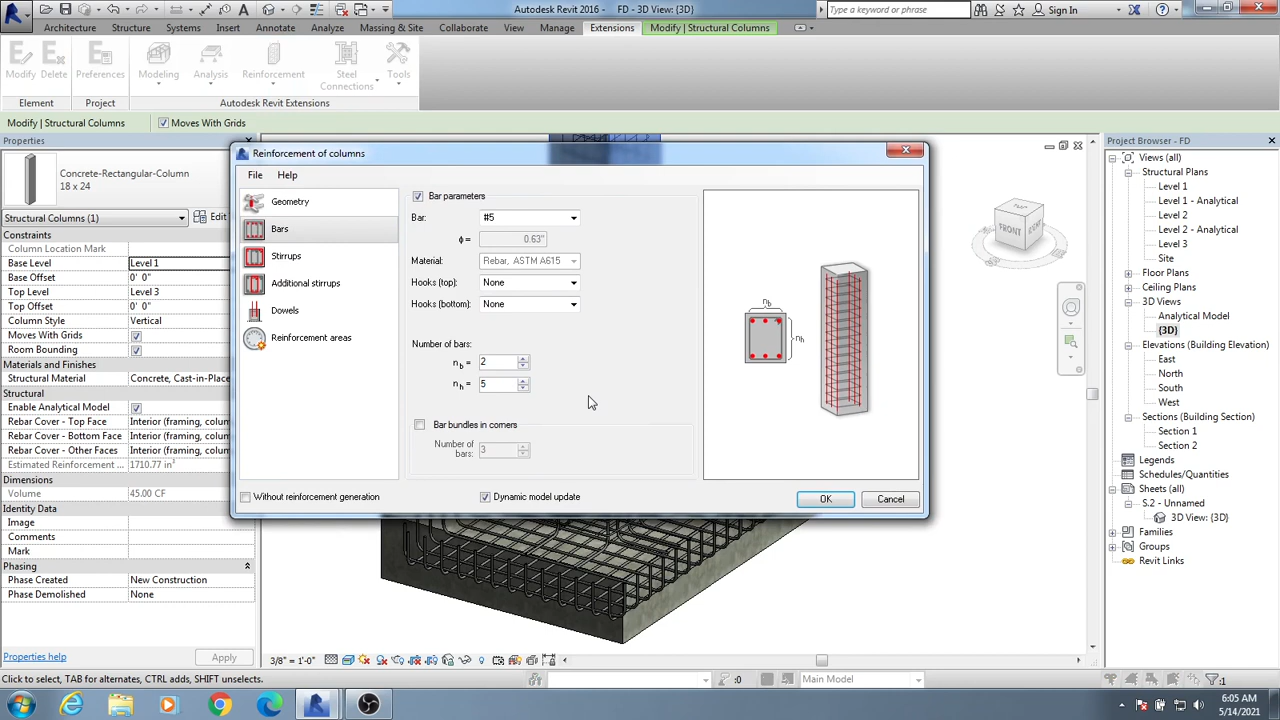 Autodesk Revit 2016 - FD - 3D View: {3D}
Type a keyword or phrase
Sign In
Architecture Structure Systems Insert Annotate Analyze Massing & Site Collaborate View Manage Extensions Modify | Structural Columns
Modify Delete Preferences Modeling Analysis Reinforcement Steel Connections Tools
Element Project Autodesk Revit Extensions
Modify | Structural Columns Moves With Grids
Properties
Concrete-Rectangular-Column
18 x 24
Structural Columns (1) Edit
Constraints
Column Location Mark
Base Level Level 1
Base Offset 0' 0"
Top Level Level 3
Top Offset 0' 0"
Column Style Vertical
Moves With Grids
Room Bounding
Materials and Finishes
Structural Material Concrete, Cast-in-Place
Structural
Enable Analytical Model
Rebar Cover - Top Face Rebar Cover 1
Rebar Cover - Bottom Face Rebar Cover 1
Rebar Cover - Other Faces Rebar Cover 1
Estimated Reinforcement ... 1710.77 in³
Dimensions
Volume 45.00 CF
Identity Data
Image
Comments
Mark
Phasing
Phase Created New Construction
Phase Demolished None
Properties help Apply
Reinforcement of columns
File Help
Geometry
Bars
Stirrups
Additional stirrups
Dowels
Reinforcement areas
Bar parameters
Bar: #5
ϕ = 0.63"
Material: Rebar, ASTM A615
Hooks (top): None
Hooks (bottom): None
Number of bars:
nb = 2
nh = 5
Bar bundles in corners
Number of bars: 3
nb
nh
Without reinforcement generation Dynamic model update OK Cancel
TOP
FRONT
Project Browser - FD
Views (all)
Structural Plans
Level 1
Level 1 - Analytical
Level 2
Level 2 - Analytical
Level 3
Site
Floor Plans
Ceiling Plans
3D Views
Analytical Model
{3D}
Elevations (Building Elevation)
East
North
South
West
Sections (Building Section)
Section 1
Section 2
Legends
Schedules/Quantities
Sheets (all)
S.2 - Unnamed
3D View: {3D}
Families
Groups
Revit Links
3/8" = 1'-0"
Click to select, TAB for alternates, CTRL adds, SHIFT unselects. :0 Main Model :1
6:05 AM
5/14/2021